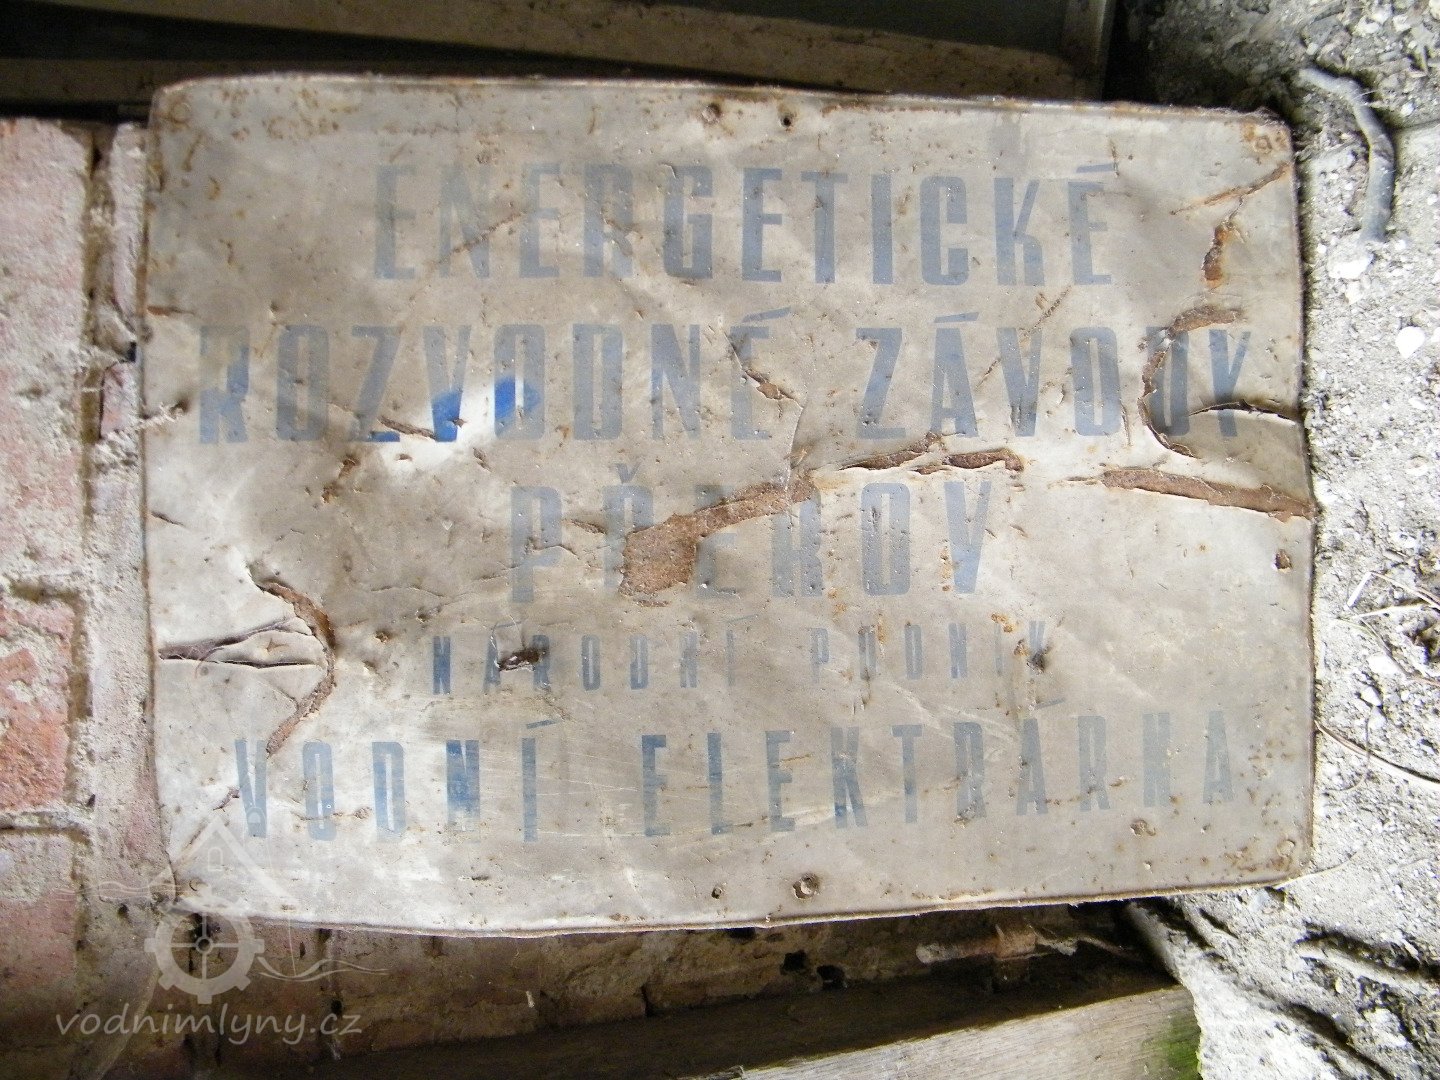 ENERGETICKÉ
ROZVODNÉ ZÁVODY
PŘEROV
NÁRODNÍ PODNIK
VODNÍ ELEKTRÁRNA
vodnimlyny.cz